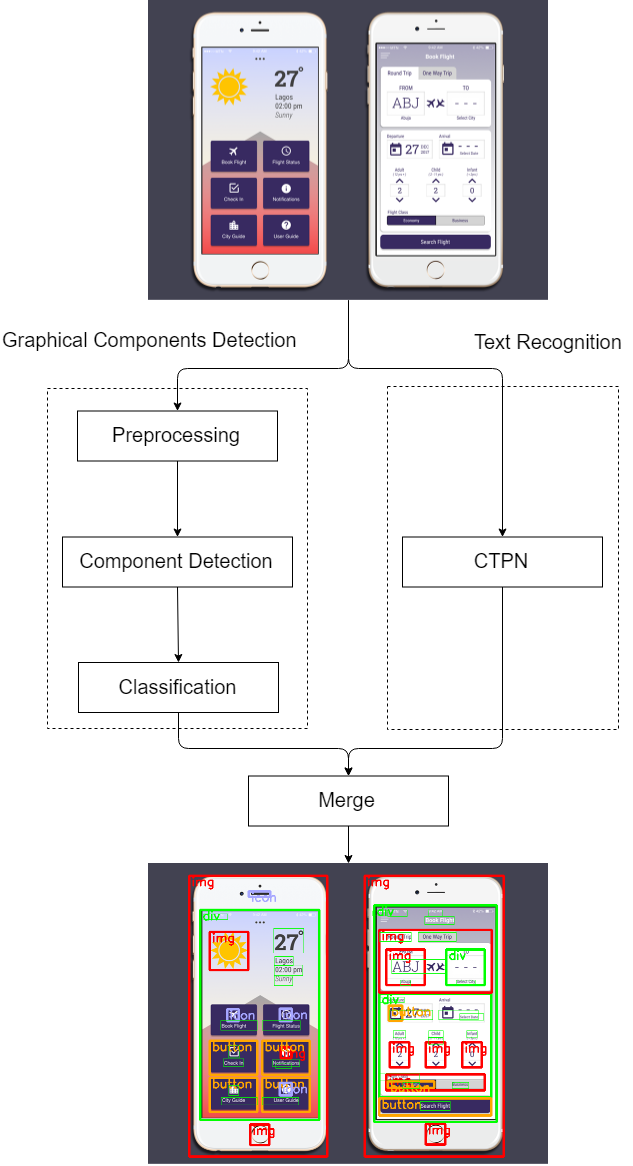 27°
Lagos
02:00 pm
Sunny
Book Flight
Flight Status
Check In
Notifications
City Guide
User Guide
Book Flight
Round Trip
One Way Trip
FROM
TO
ABJ
- - -
Abuja
Select City
Departure
Arrival
27
DEC
2017
- - -
Select Date
Adult
Child
Infant
2
2
0
Flight Class
Economy
Business
Search Flight
Graphical Components Detection
Text Recognition
Preprocessing
Component Detection
CTPN
Classification
Merge
img
icon
div
img
27°
Lagos
02:00 pm
Sunny
icon
icon
Book Flight
Flight Status
button
button
img
Check In
Notifications
button
button
icon
City Guide
User Guide
img
img
div
Book Flight
img
One Way Trip
img
div
ABJ
- - -
Abuja
Select City
div
Arrival
button
27
- - -
Select Date
Adult
Child
Infant
img
img
img
2
2
0
img
button
button
Search Flight
img